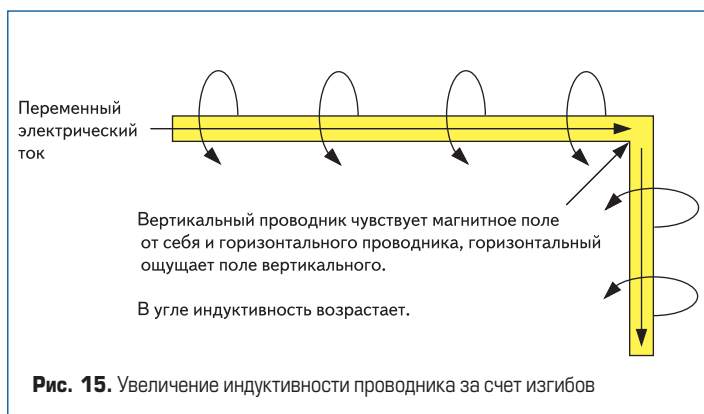 Переменный
электрический
ток
Вертикальный проводник чувствует магнитное поле
от себя и горизонтального проводника, горизонтальный
ощущает поле вертикального.
В угле индуктивность возрастает.
Рис. 15. Увеличение индуктивности проводника за счет изгибов